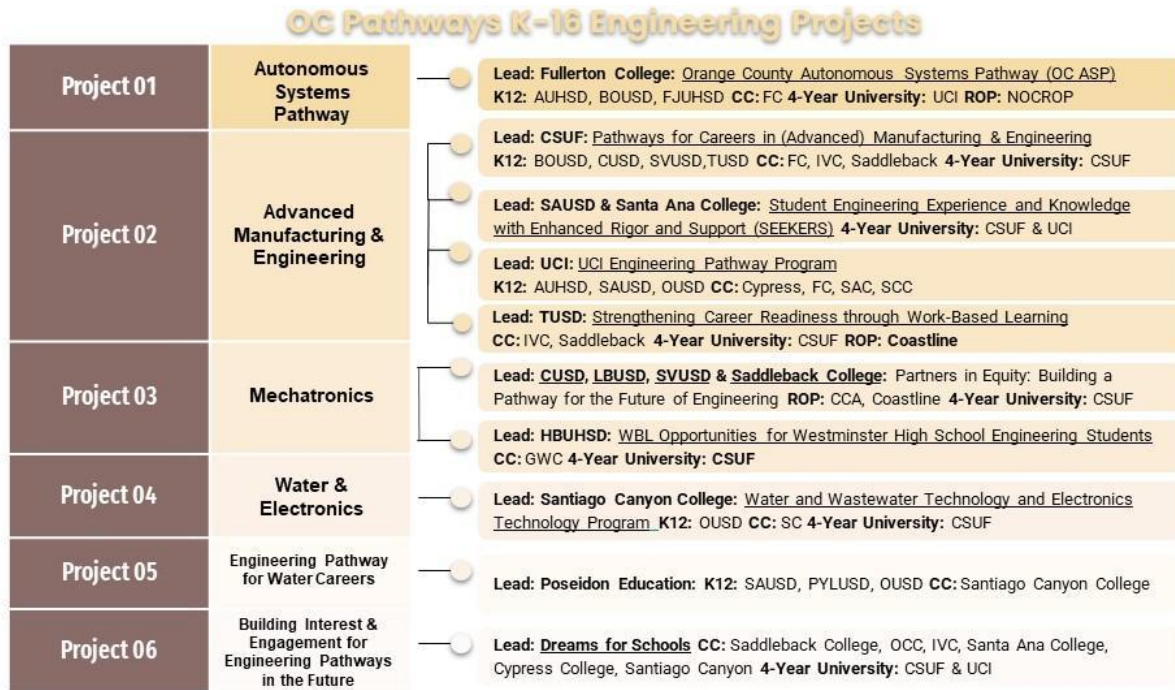 OC Pathways K-16 Engineering Projects
Project 01
Autonomous
Systems
Pathway
Lead: Fullerton College: Orange County Autonomous Systems Pathway (OC ASP)
K12: AUHSD, BOUSD, FJUHSD CC: FC 4-Year University: UCI ROP: NOCROP
Project 02
Advanced
Manufacturing &
Engineering
Lead: CSUF: Pathways for Careers in (Advanced) Manufacturing & Engineering
K12: BOUSD, CUSD, SVUSD,TUSD CC: FC, IVC, Saddleback 4-Year University: CSUF
Lead: SAUSD & Santa Ana College: Student Engineering Experience and Knowledge
with Enhanced Rigor and Support (SEEKERS) 4-Year University: CSUF & UCI
Lead: UCI: UCI Engineering Pathway Program
K12: AUHSD, SAUSD, OUSD CC: Cypress, FC, SAC, SCC
Lead: TUSD: Strengthening Career Readiness through Work-Based Learning
CC: IVC, Saddleback 4-Year University: CSUF ROP: Coastline
Project 03
Mechatronics
Lead: CUSD, LBUSD, SVUSD & Saddleback College: Partners in Equity: Building a
Pathway for the Future of Engineering ROP: CCA, Coastline 4-Year University: CSUF
Lead: HBUHSD: WBL Opportunities for Westminster High School Engineering Students
CC: GWC 4-Year University: CSUF
Project 04
Water &
Electronics
Lead: Santiago Canyon College: Water and Wastewater Technology and Electronics
Technology Program K12: OUSD CC: SC 4-Year University: CSUF
Project 05
Engineering Pathway
for Water Careers
Lead: Poseidon Education: K12: SAUSD, PYLUSD, OUSD CC: Santiago Canyon College
Project 06
Building Interest &
Engagement for
Engineering Pathways
in the Future
Lead: Dreams for Schools CC: Saddleback College, OCC, IVC, Santa Ana College,
Cypress College, Santiago Canyon 4-Year University: CSUF & UCI